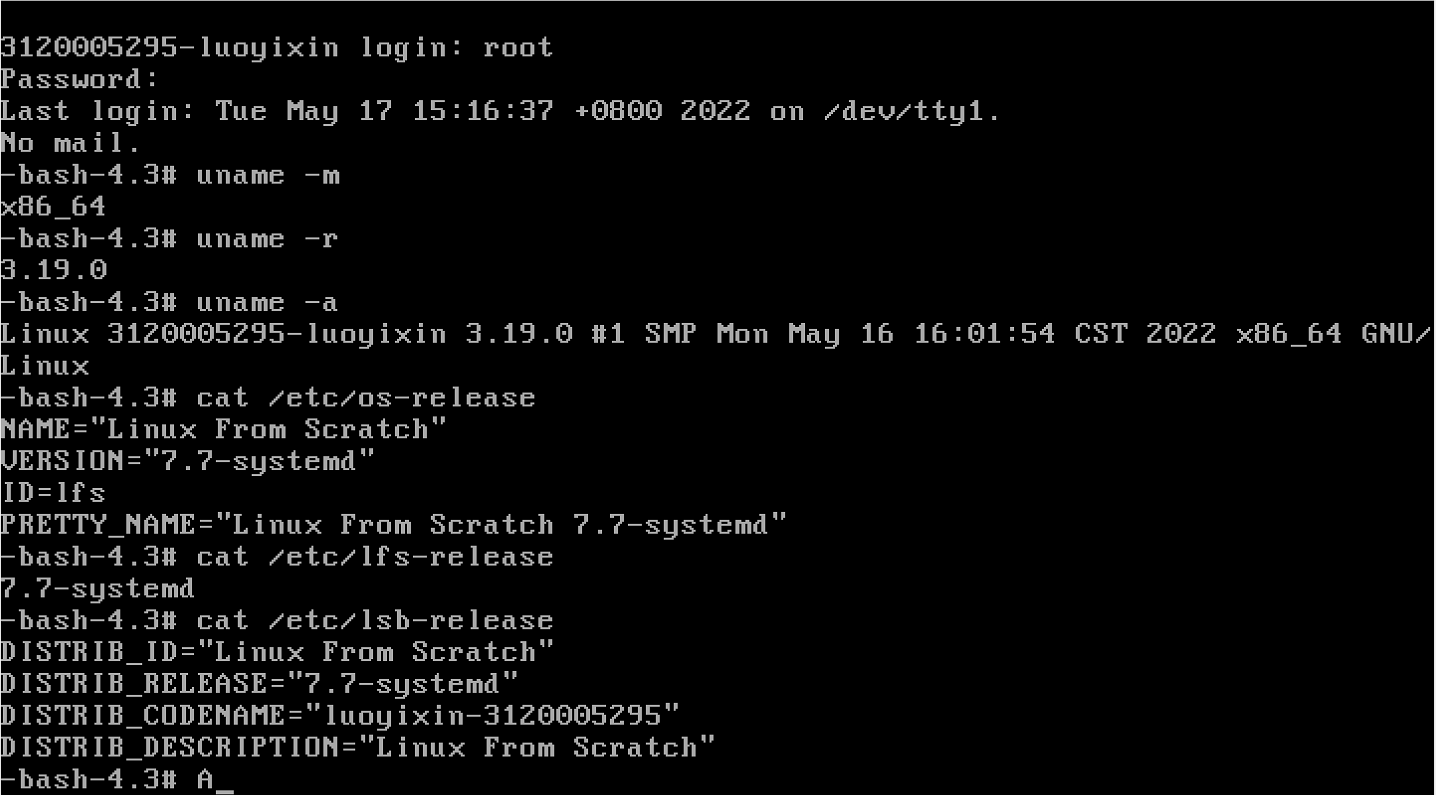 3120005295-luoyixin login: root
Password:
Last login: Tue May 17 15:16:37 +0800 2022 on /dev/tty1.
No mail.
-bash-4.3# uname -m
x86_64
-bash-4.3# uname -r
3.19.0
-bash-4.3# uname -a
Linux 3120005295-luoyixin 3.19.0 #1 SMP Mon May 16 16:01:54 CST 2022 x86_64 GNU/
Linux
-bash-4.3# cat /etc/os-release
NAME="Linux From Scratch"
VERSION="7.7-systemd"
ID=lfs
PRETTY_NAME="Linux From Scratch 7.7-systemd"
-bash-4.3# cat /etc/lfs-release
7.7-systemd
-bash-4.3# cat /etc/lsb-release
DISTRIB_ID="Linux From Scratch"
DISTRIB_RELEASE="7.7-systemd"
DISTRIB_CODENAME="luoyixin-3120005295"
DISTRIB_DESCRIPTION="Linux From Scratch"
-bash-4.3# A_